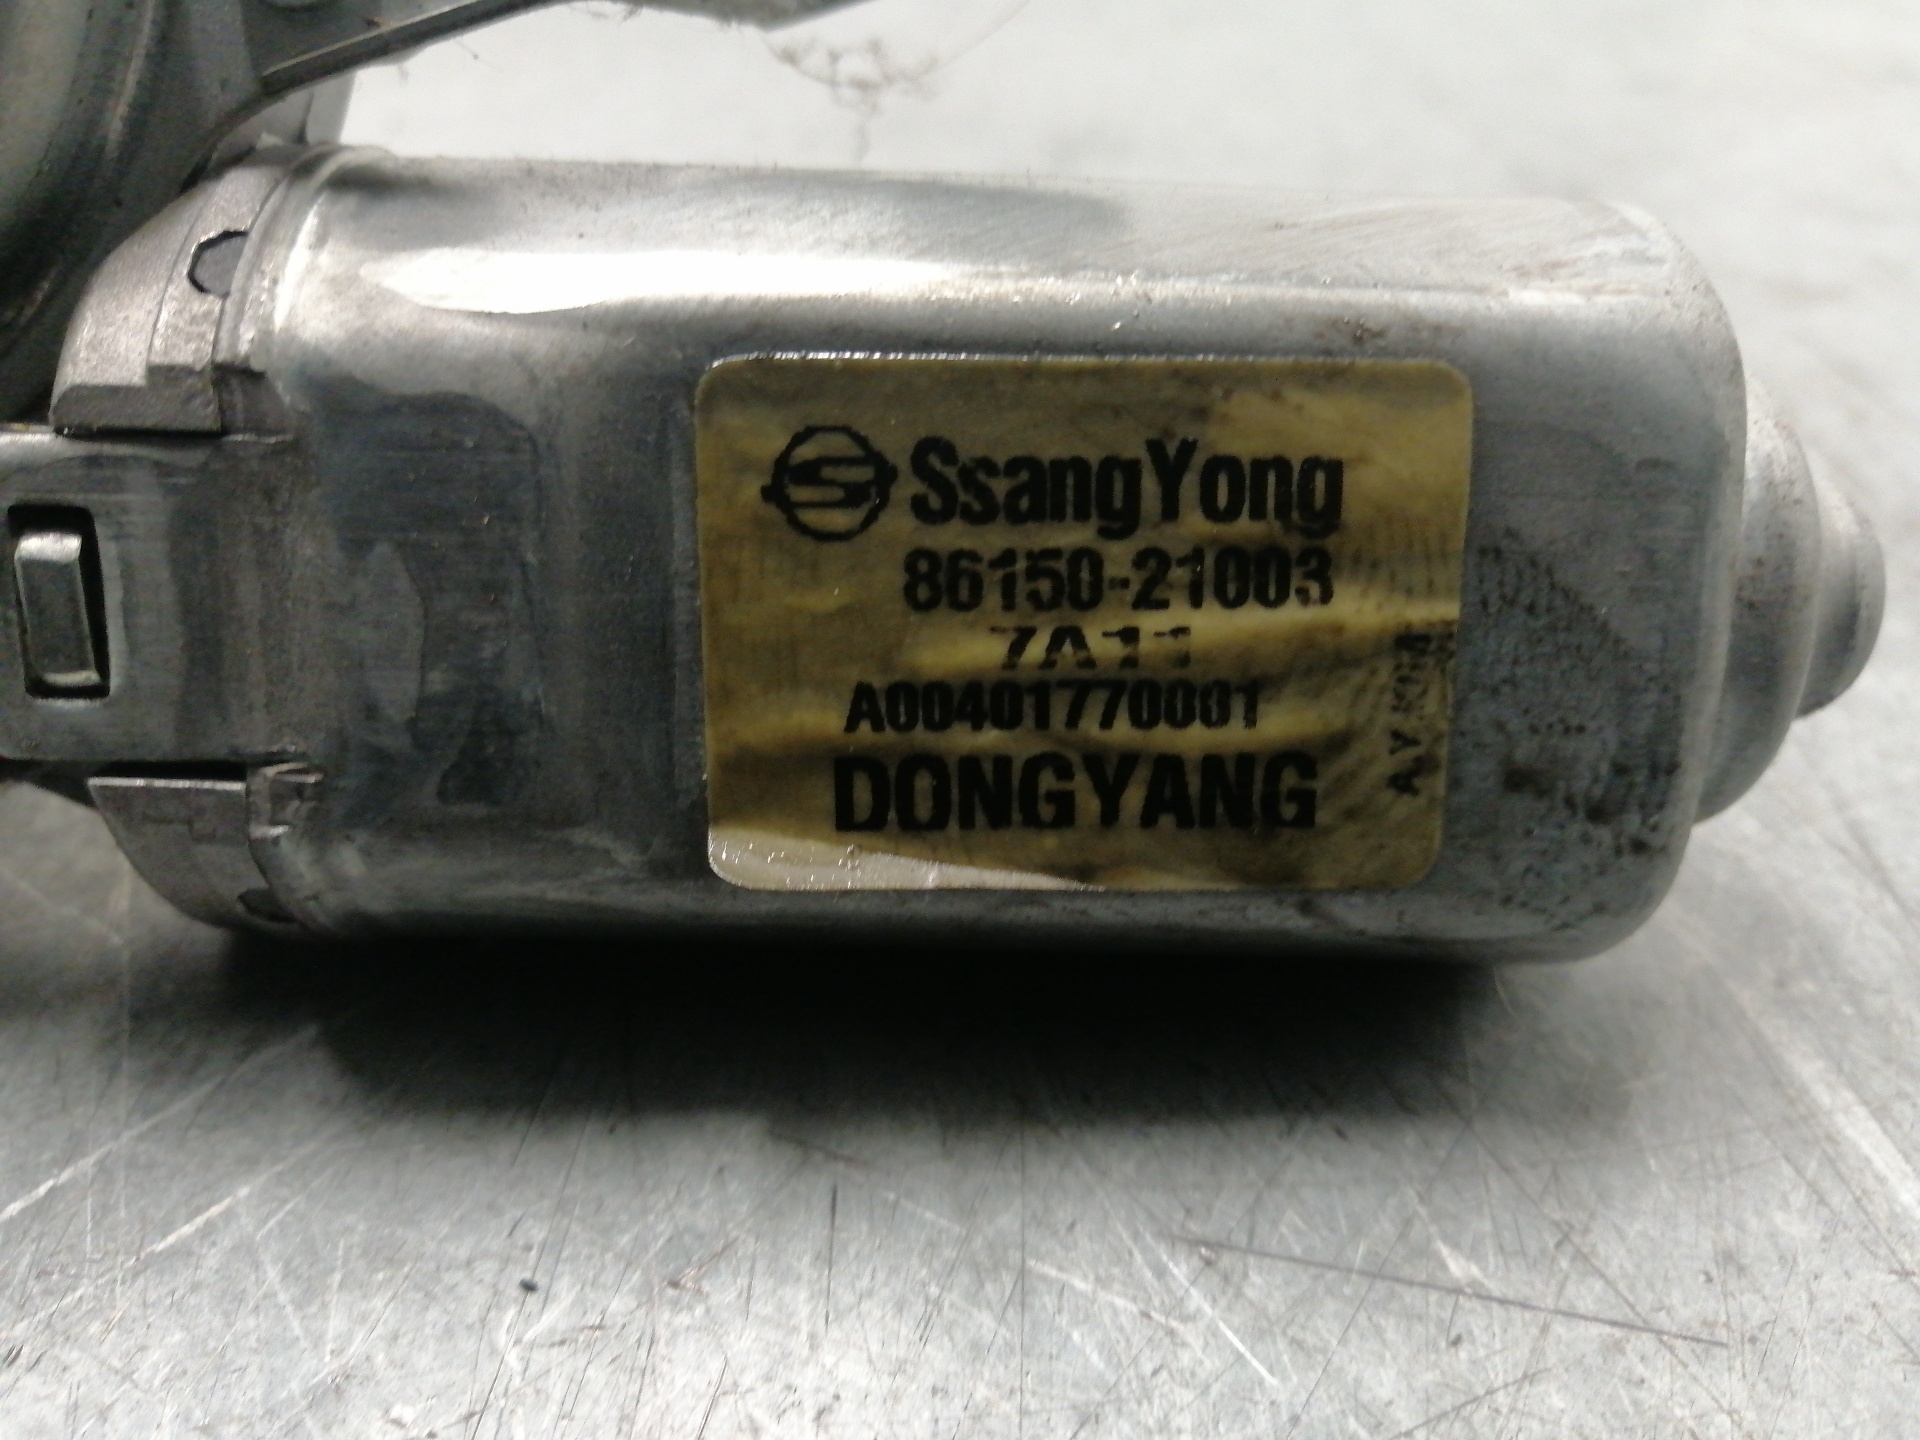 SsangYong
86150-21003
7A11
A00401770001
DONGYANG